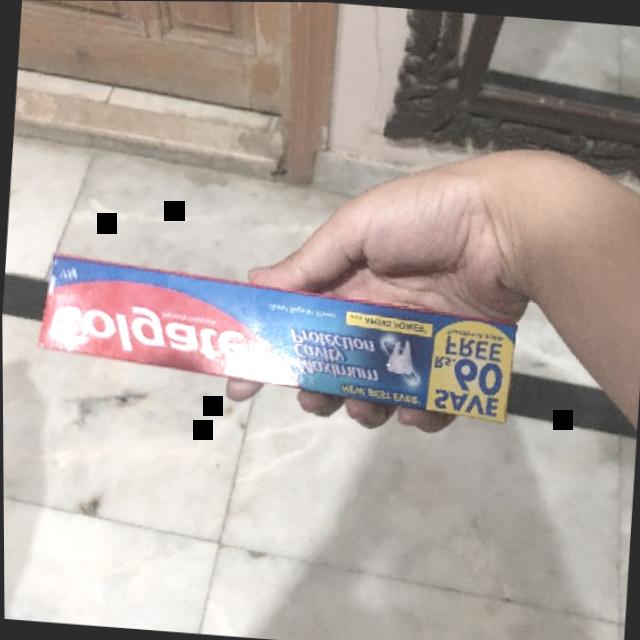 Colgate
Maximum
Cavity
Protection
NEW BEST EVER
AMINO POWER
SAVE
Rs 60
FREE